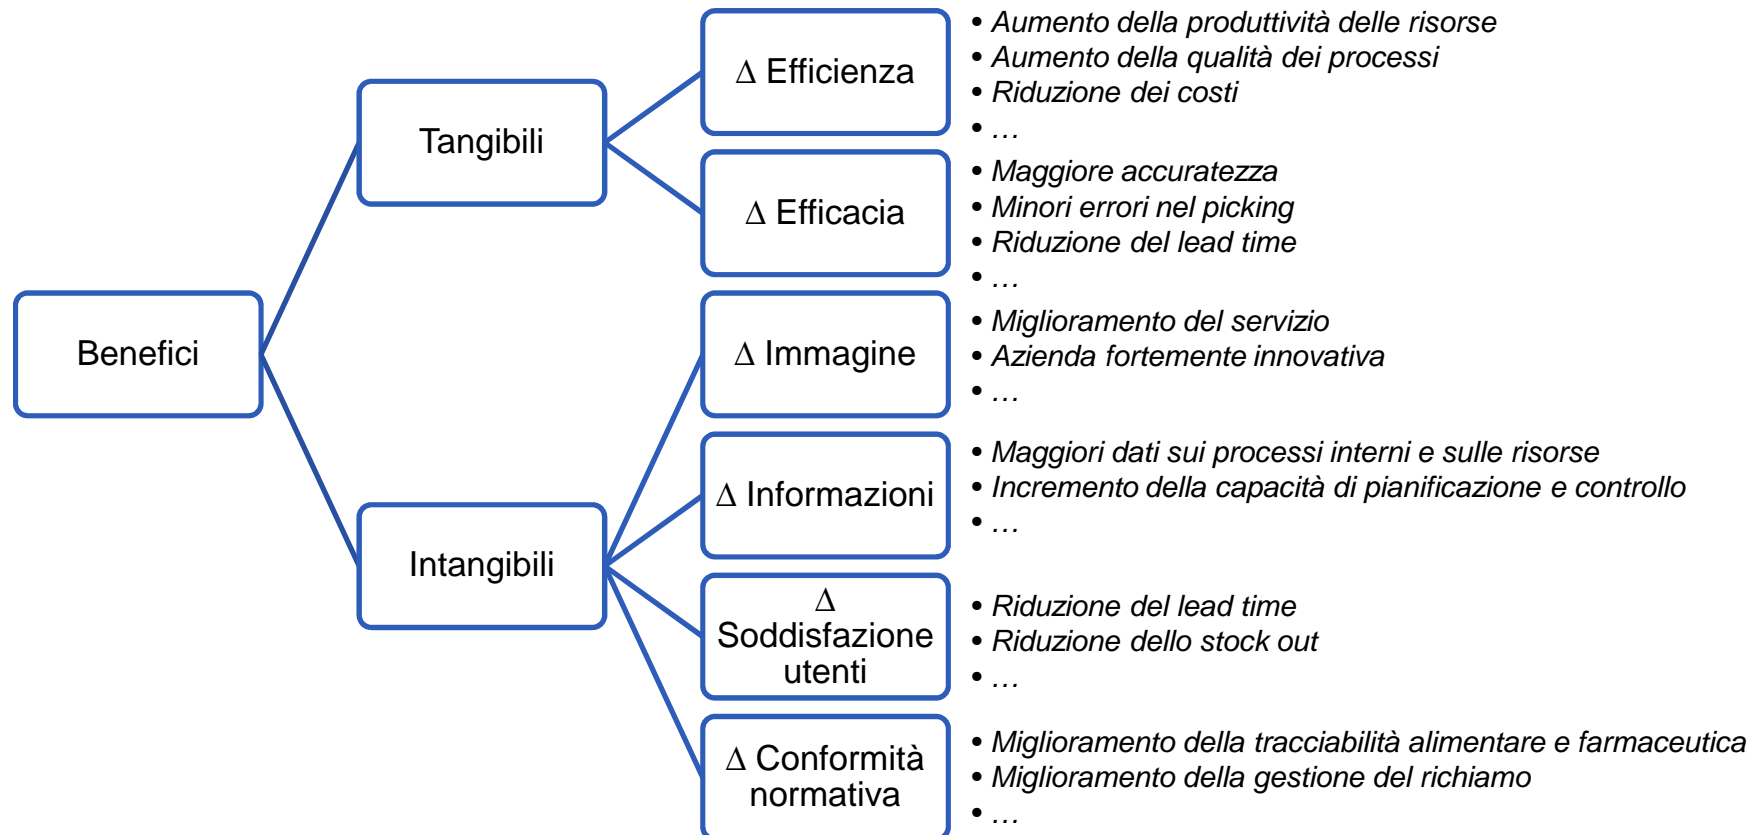 Benefici
Tangibili
Δ Efficienza
• Aumento della produttività delle risorse
• Aumento della qualità dei processi
• Riduzione dei costi
• …
Δ Efficacia
• Maggiore accuratezza
• Minori errori nel picking
• Riduzione del lead time
• …
Intangibili
Δ Immagine
• Miglioramento del servizio
• Azienda fortemente innovativa
• …
Δ Informazioni
• Maggiori dati sui processi interni e sulle risorse
• Incremento della capacità di pianificazione e controllo
• …
Δ
Soddisfazione
utenti
• Riduzione del lead time
• Riduzione dello stock out
• …
Δ Conformità
normativa
• Miglioramento della tracciabilità alimentare e farmaceutica
• Miglioramento della gestione del richiamo
• …